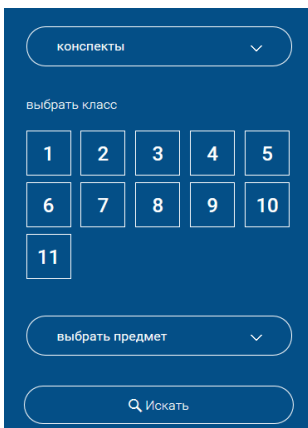 конспекты
выбрать класс
1 2 3 4 5
6 7 8 9 10
11
выбрать предмет
Искать